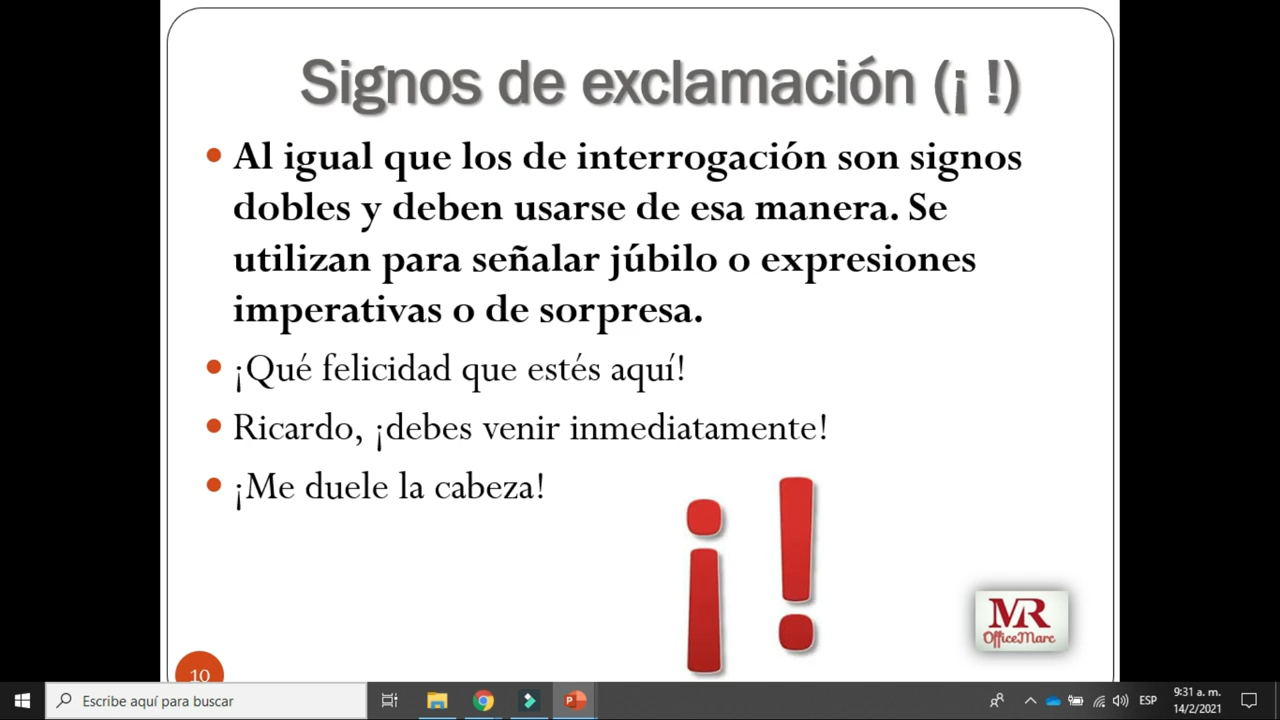 Signos de exclamación (¡ !)
Al igual que los de interrogación son signos
dobles y deben usarse de esa manera. Se
utilizan para señalar júbilo o expresiones
imperativas o de sorpresa.
¡Qué felicidad que estés aquí!
Ricardo, ¡debes venir inmediatamente!
¡Me duele la cabeza!
¡ !
MR
OfficeMarc
10
Escribe aquí para buscar
ESP
9:31 a. m.
14/2/2021